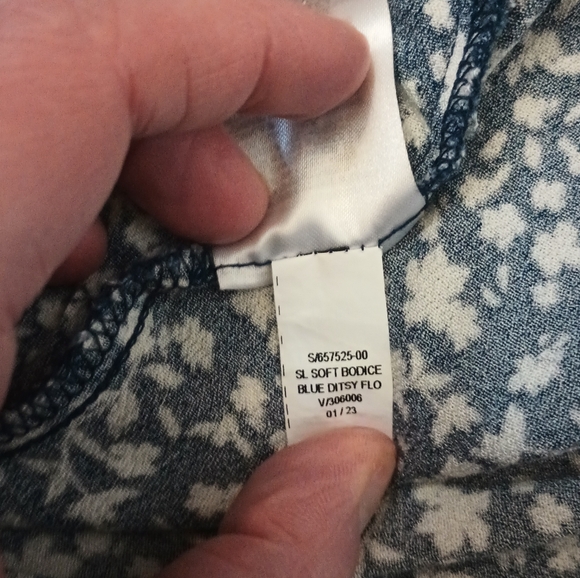 S/657525-00
SL SOFT BODICE
BLUE DITSY FLO
V/306006
01 / 23